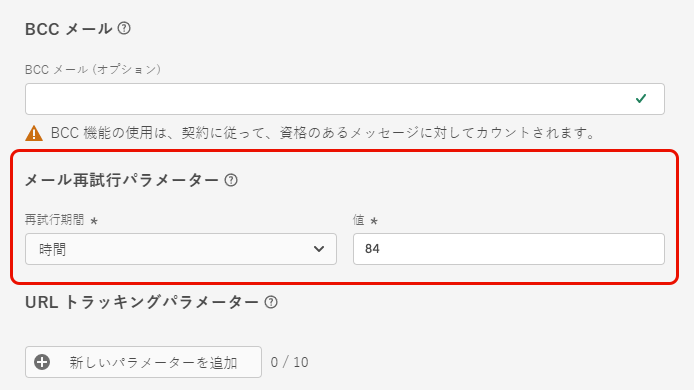 BCC メール
BCC メール (オプション)
BCC 機能の使用は、契約に従って、資格のあるメッセージに対してカウントされます。
メール再試行パラメーター
再試行期間 * 値 *
時間 84
URL トラッキングパラメーター
新しいパラメーターを追加 0 / 10